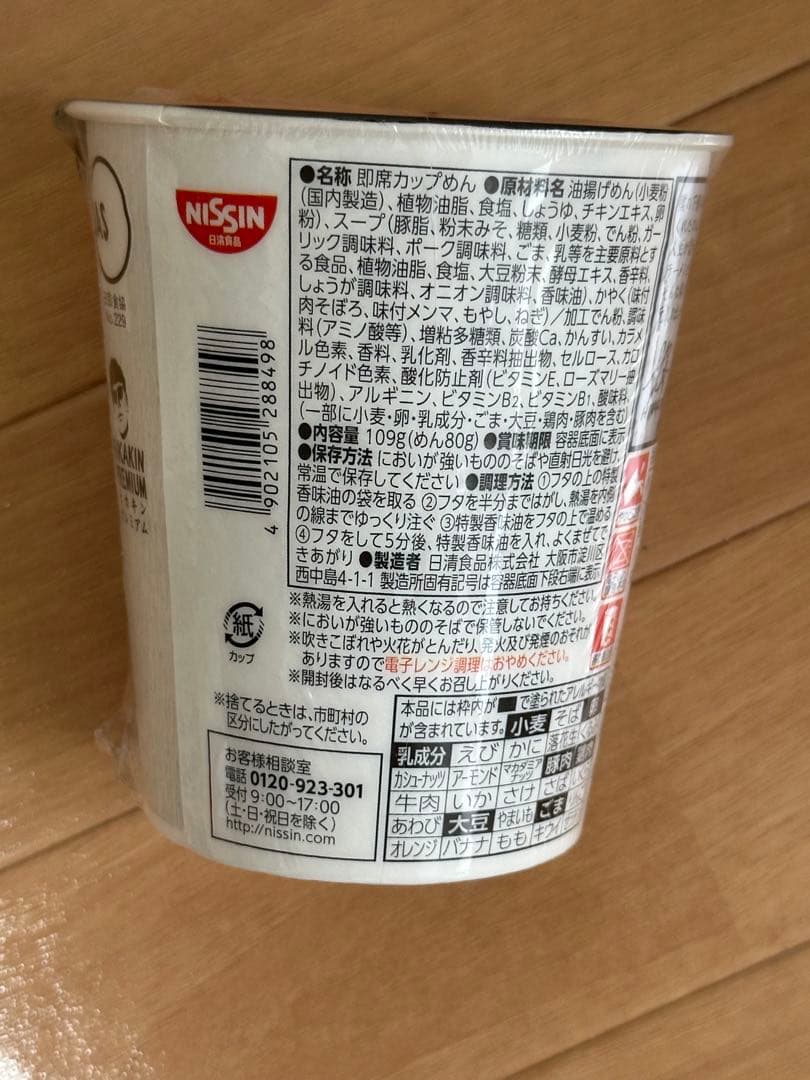 NISSIN
日清食品
AS
No. 229
KAKIN
REMIUM
4 902105 288498
紙
カップ
●名称 即席カップめん ●原材料名 油揚げめん(小麦粉
(国内製造)、植物油脂、食塩、しょうゆ、チキンエキス、卵
粉)、スープ(豚脂、粉末みそ、糖類、小麦粉、でん粉、ガー
リック調味料、ポーク調味料、ごま、乳等を主要原料とす
る食品、植物油脂、食塩、大豆粉末、酵母エキス、香辛料、
しょうが調味料、オニオン調味料、香味油)、かやく(味付
肉そぼろ、味付メンマ、もやし、ねぎ)/加工でん粉、調味
料(アミノ酸等)、増粘多糖類、炭酸Ca、かんすい、カラメ
ル色素、香料、乳化剤、香辛料抽出物、セルロース、カロ
チノイド色素、酸化防止剤(ビタミンE、ローズマリー抽
出物)、アルギニン、ビタミンB2、ビタミンB1、酸味料、
(一部に小麦・卵・乳成分・ごま・大豆・鶏肉・豚肉を含む)
●内容量 109g(めん80g) ●賞味期限 容器底面に表示
●保存方法 においが強いもののそばや直射日光を避け、
常温で保存してください ●調理方法 ①フタの上の特製
香味油の袋を取る ②フタを半分まではがし、熱湯を内側
の線までゆっくり注ぐ ③特製香味油をフタの上で温める
④フタをして5分後、特製香味油を入れ、よくまぜてで
きあがり ●製造者 日清食品株式会社 大阪市淀川区
西中島4-1-1 製造所固有記号は容器底面下段右端に表示
※熱湯を入れると熱くなるので注意してお持ちください。
※においが強いもののそばで保管しないでください。
※吹きこぼれや火花がとんだり、発火及び発煙のおそれが
ありますので電子レンジ調理はおやめください。
※開封後はなるべく早くお召し上がりください。
※捨てるときは、市町村の
区分にしたがってください。
お客様相談室
電話 0120-923-301
受付 9:00〜17:00
(土・日・祝日を除く)
http://nissin.com
本品には枠内が■で塗られたアレルギー
が含まれています。 小麦 そば
乳成分 えび かに 落花生
カシューナッツ アーモンド マカダミアナッツ 豚肉
牛肉 いか さけ さば
あわび 大豆 やまいも ごま
オレンジ バナナ もも キウイ